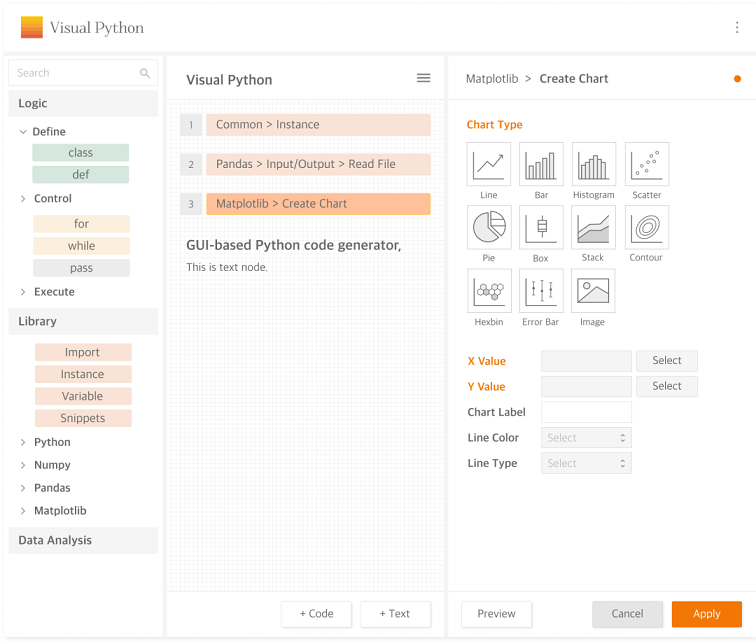 Visual Python
Search
Logic
Define
class
def
Control
for
while
pass
Execute
Library
Import
Instance
Variable
Snippets
Python
Numpy
Pandas
Matplotlib
Data Analysis
Visual Python
1 Common > Instance
2 Pandas > Input/Output > Read File
3 Matplotlib > Create Chart
GUI-based Python code generator,
This is text node.
+ Code + Text
Matplotlib > Create Chart
Chart Type
Line Bar Histogram Scatter
Pie Box Stack Contour
Hexbin Error Bar Image
X Value Select
Y Value Select
Chart Label
Line Color Select
Line Type Select
Preview Cancel Apply